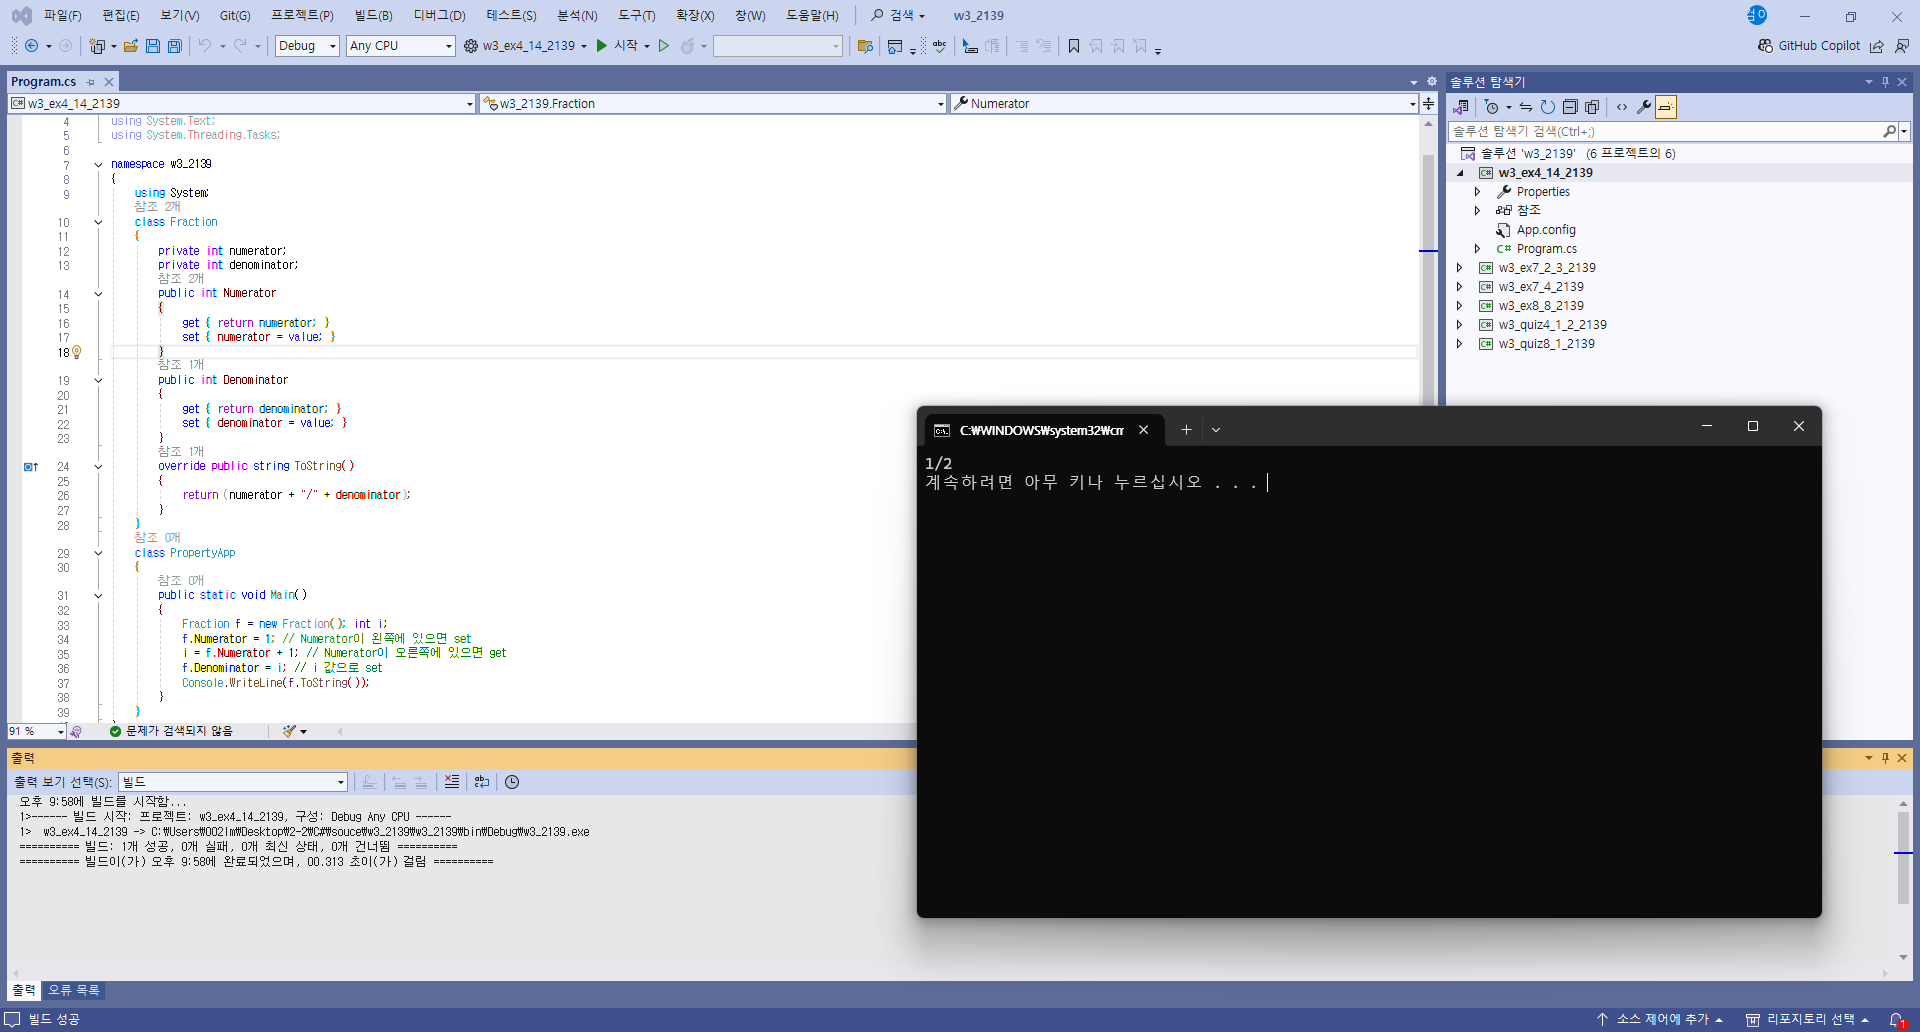 파일(F) 편집(E) 보기(V) Git(G) 프로젝트(P) 빌드(B) 디버그(D) 테스트(S) 분석(N) 도구(T) 확장(X) 창(W) 도움말(H) 검색 w3_2139
Debug Any CPU w3_ex4_14_2139 시작 GitHub Copilot
Program.cs
w3_ex4_14_2139 w3_2139.Fraction Numerator
4 using System.Text;
5 using System.Threading.Tasks;
6
7 namespace w3_2139
8 {
9 using System;
참조 2개
10 class Fraction
11 {
12 private int numerator;
13 private int denominator;
참조 2개
14 public int Numerator
15 {
16 get { return numerator; }
17 set { numerator = value; }
18 }
참조 1개
19 public int Denominator
20 {
21 get { return denominator; }
22 set { denominator = value; }
23 }
참조 1개
24 override public string ToString()
25 {
26 return (numerator + "/" + denominator);
27 }
28 }
참조 0개
29 class PropertyApp
30 {
참조 0개
31 public static void Main()
32 {
33 Fraction f = new Fraction(); int i;
34 f.Numerator = 1; // Numerator이 왼쪽에 있으면 set
35 i = f.Numerator + 1; // Numerator이 오른쪽에 있으면 get
36 f.Denominator = i; // i 값으로 set
37 Console.WriteLine(f.ToString());
38 }
39 }
91 % 문제가 검색되지 않음
솔루션 탐색기
솔루션 탐색기 검색(Ctrl+;)
솔루션 'w3_2139' (6 프로젝트의 6)
w3_ex4_14_2139
Properties
참조
App.config
C# Program.cs
w3_ex7_2_3_2139
w3_ex7_4_2139
w3_ex8_8_2139
w3_quiz4_1_2_2139
w3_quiz8_1_2139
C:₩WINDOWS₩system32₩cm
1/2
계속하려면 아무 키나 누르십시오 . . .
출력
출력 보기 선택(S): 빌드
오후 9:58에 빌드를 시작함...
1>------ 빌드 시작: 프로젝트: w3_ex4_14_2139, 구성: Debug Any CPU ------
1> w3_ex4_14_2139 -> C:₩Users₩002lm₩Desktop₩2-2₩C#₩souce₩w3_2139₩w3_2139₩bin₩Debug₩w3_2139.exe
========== 빌드: 1개 성공, 0개 실패, 0개 최신 상태, 0개 건너뜀 ==========
========== 빌드이(가) 오후 9:58에 완료되었으며, 00.313 초이(가) 걸림 ==========
출력 오류 목록
빌드 성공 소스 제어에 추가 리포지토리 선택 1